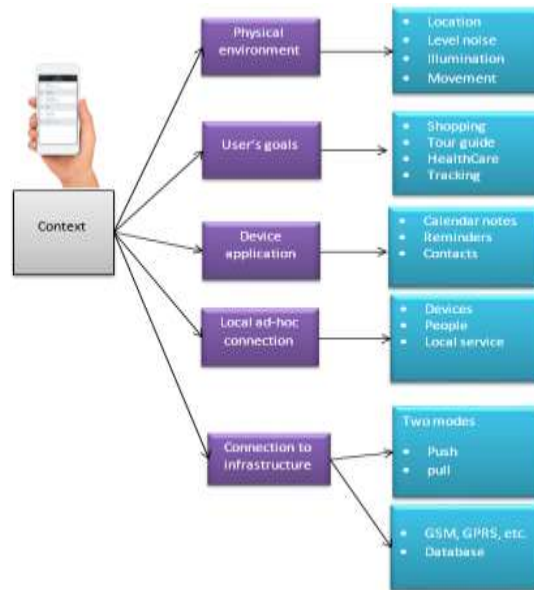 Physical
environment
Location
Level noise
Illumination
Movement
User's goals
Shopping
Tour guide
HealthCare
Tracking
Context
Device
application
Calendar notes
Reminders
Contacts
Local ad-hoc
connection
Devices
People
Local service
Connection to
infrastructure
Two modes
Push
pull
GSM, GPRS, etc.
Database